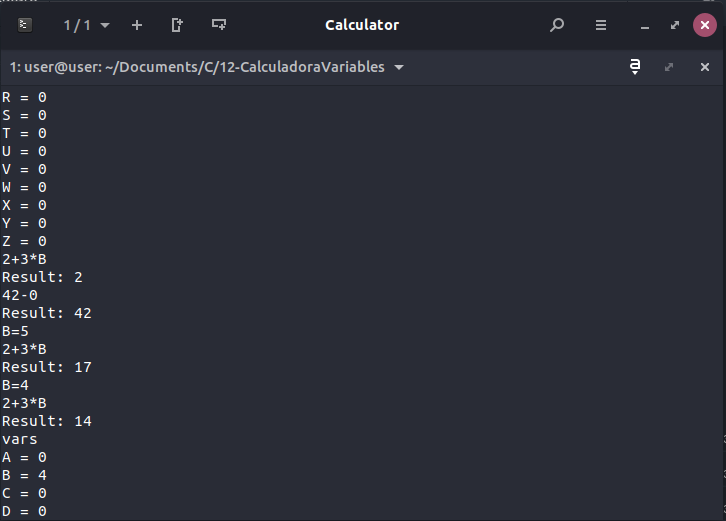 1 / 1
Calculator
1: user@user: ~/Documents/C/12-CalculadoraVariables
a
R = 0
S = 0
T = 0
U = 0
V = 0
W = 0
X = 0
Y = 0
Z = 0
2+3*B
Result: 2
42-0
Result: 42
B=5
2+3*B
Result: 17
B=4
2+3*B
Result: 14
vars
A = 0
B = 4
C = 0
D = 0